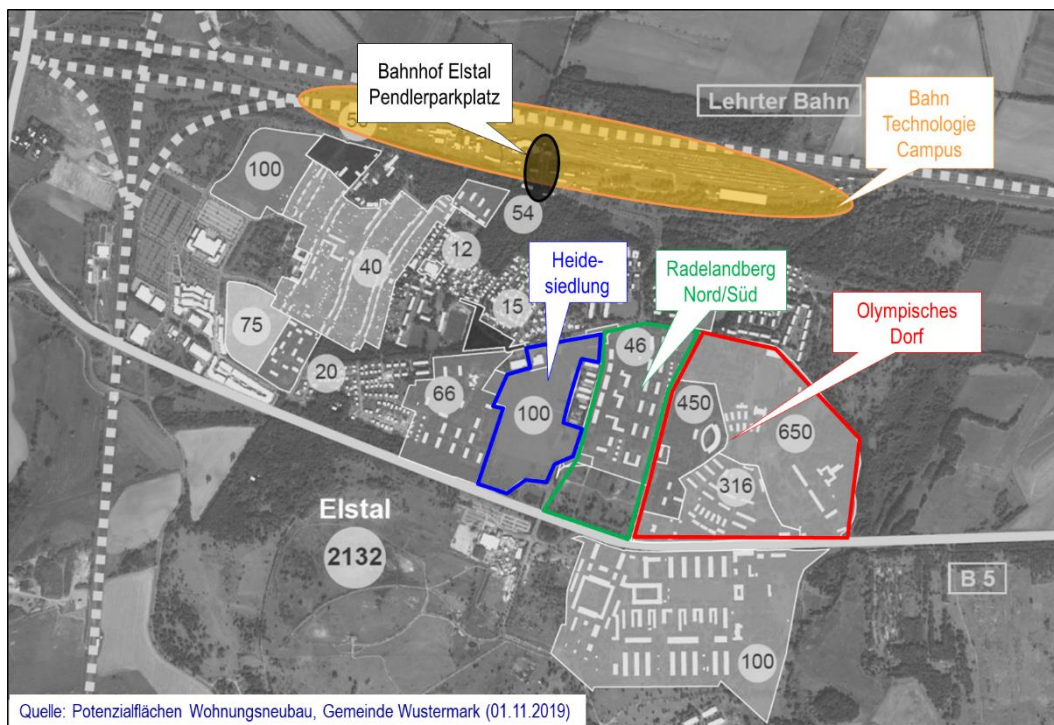 Bahnhof Elstal
Pendlerparkplatz
Lehrter Bahn
Bahn
Technologie
Campus
100
54
12
40
Heide-
siedlung
Radelandberg
Nord/Süd
15
Olympisches
Dorf
75
46
20
66
100
450
650
316
Elstal
2132
B 5
100
Quelle: Potenzialflächen Wohnungsneubau, Gemeinde Wustermark (01.11.2019)